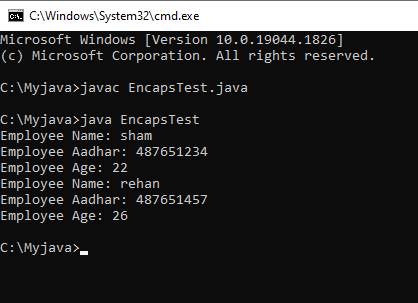 C:\Windows\System32\cmd.exe
Microsoft Windows [Version 10.0.19044.1826]
(c) Microsoft Corporation. All rights reserved.
C:\Myjava>javac EncapsTest.java
C:\Myjava>java EncapsTest
Employee Name: sham
Employee Aadhar: 487651234
Employee Age: 22
Employee Name: rehan
Employee Aadhar: 487651457
Employee Age: 26
C:\Myjava>